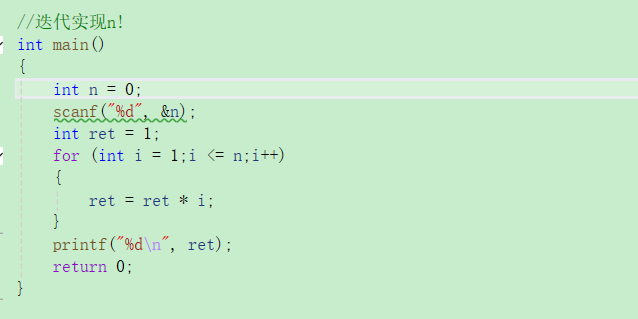 //迭代实现n!
int main()
{
int n = 0;
scanf("%d", &n);
int ret = 1;
for (int i = 1;i <= n;i++)
{
ret = ret * i;
}
printf("%d\n", ret);
return 0;
}